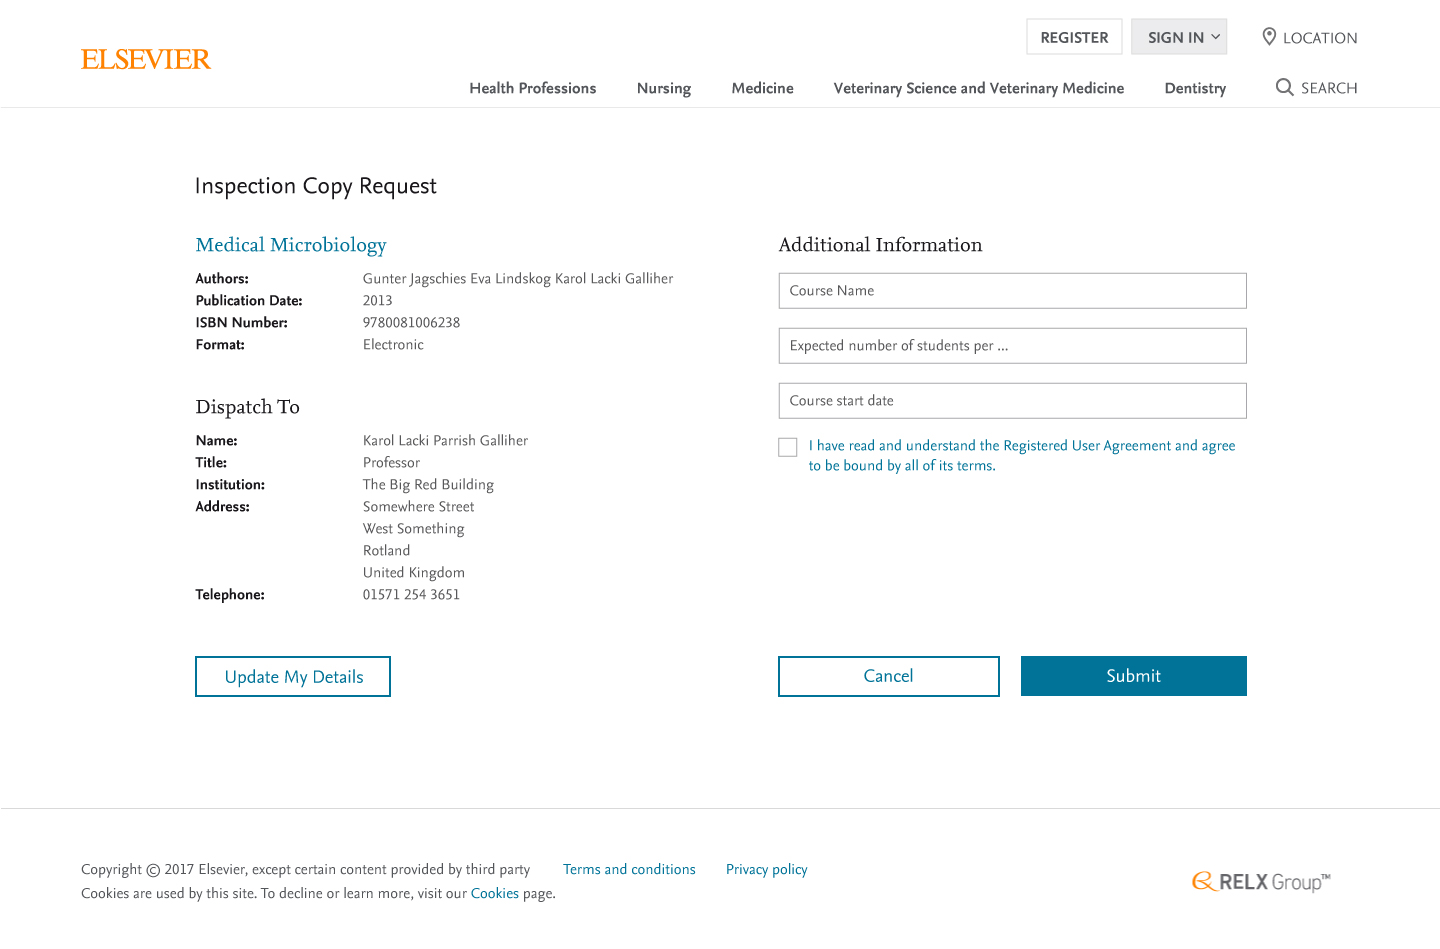 REGISTER
SIGN IN
LOCATION
ELSEVIER
Health Professions
Nursing
Medicine
Veterinary Science and Veterinary Medicine
Dentistry
SEARCH
Inspection Copy Request
Medical Microbiology
Authors: Gunter Jagschies Eva Lindskog Karol Lacki Galliher
Publication Date: 2013
ISBN Number: 9780081006238
Format: Electronic
Dispatch To
Name: Karol Lacki Parrish Galliher
Title: Professor
Institution: The Big Red Building
Address: Somewhere Street
West Something
Rotland
United Kingdom
Telephone: 01571 254 3651
Update My Details
Additional Information
Course Name
Expected number of students per ...
Course start date
I have read and understand the Registered User Agreement and agree
to be bound by all of its terms.
Cancel
Submit
Copyright © 2017 Elsevier, except certain content provided by third party
Terms and conditions
Privacy policy
Cookies are used by this site. To decline or learn more, visit our Cookies page.
RELX Group™